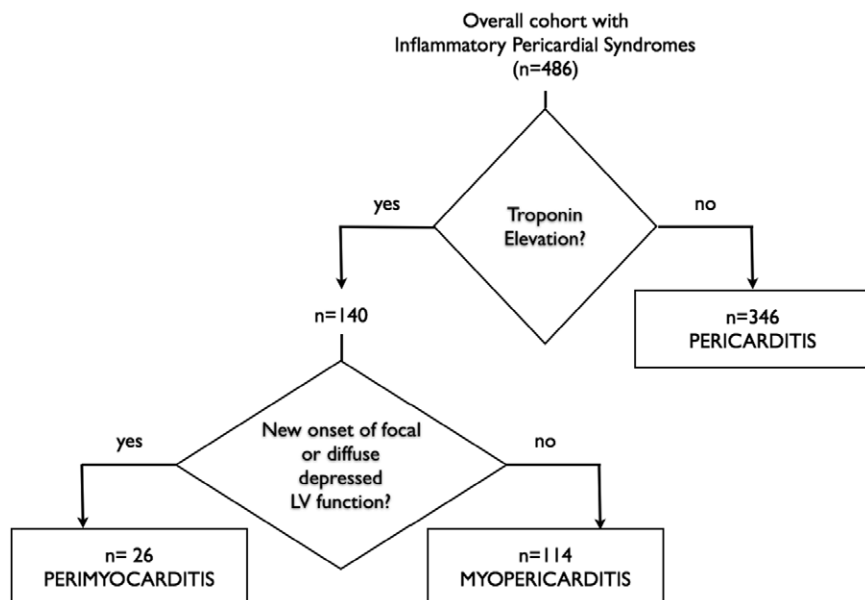 Overall cohort with
Inflammatory Pericardial Syndromes
(n=486)
yes
Troponin
Elevation?
no
n=140
n=346
PERICARDITIS
yes
New onset of focal
or diffuse
depressed
LV function?
no
n= 26
PERIMYOCARDITIS
n=114
MYOPERICARDITIS